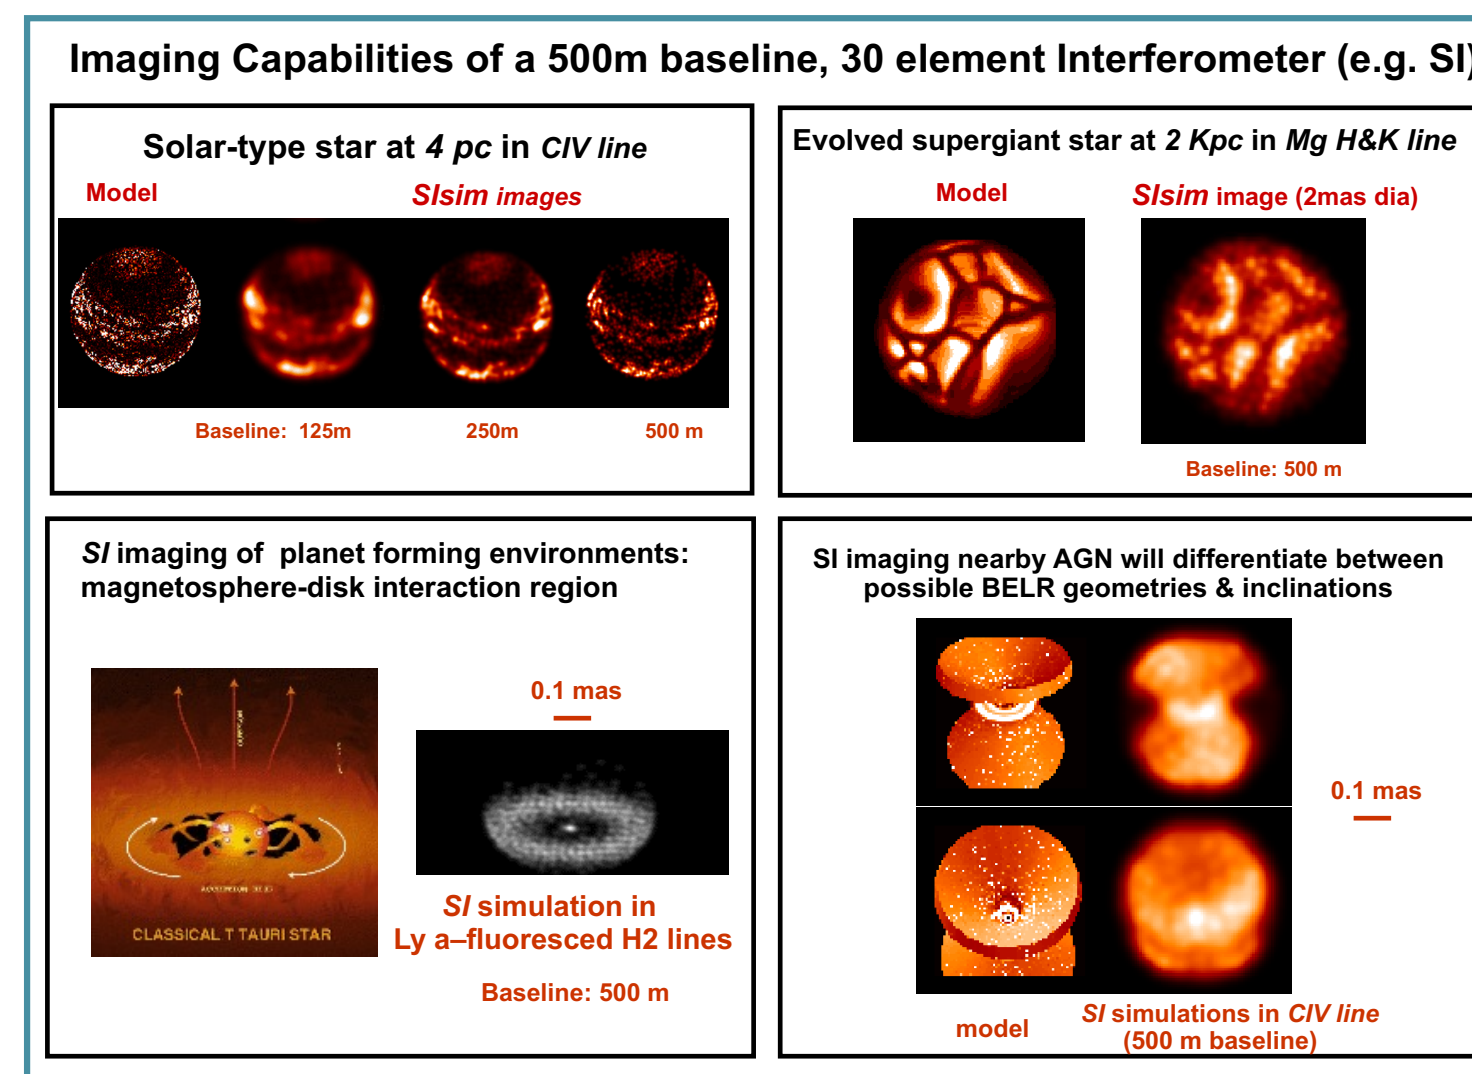 Imaging Capabilities of a 500m baseline, 30 element Interferometer (e.g. SI)
Solar-type star at 4 pc in CIV line
Model SIsim images
Baseline: 125m 250m 500 m
Evolved supergiant star at 2 Kpc in Mg H&K line
Model SIsim image (2mas dia)
Baseline: 500 m
SI imaging of planet forming environments:
magnetosphere-disk interaction region
CLASSICAL T TAURI STAR
0.1 mas
SI simulation in
Ly a–fluoresced H2 lines
Baseline: 500 m
SI imaging nearby AGN will differentiate between
possible BELR geometries & inclinations
0.1 mas
model
SI simulations in CIV line
(500 m baseline)